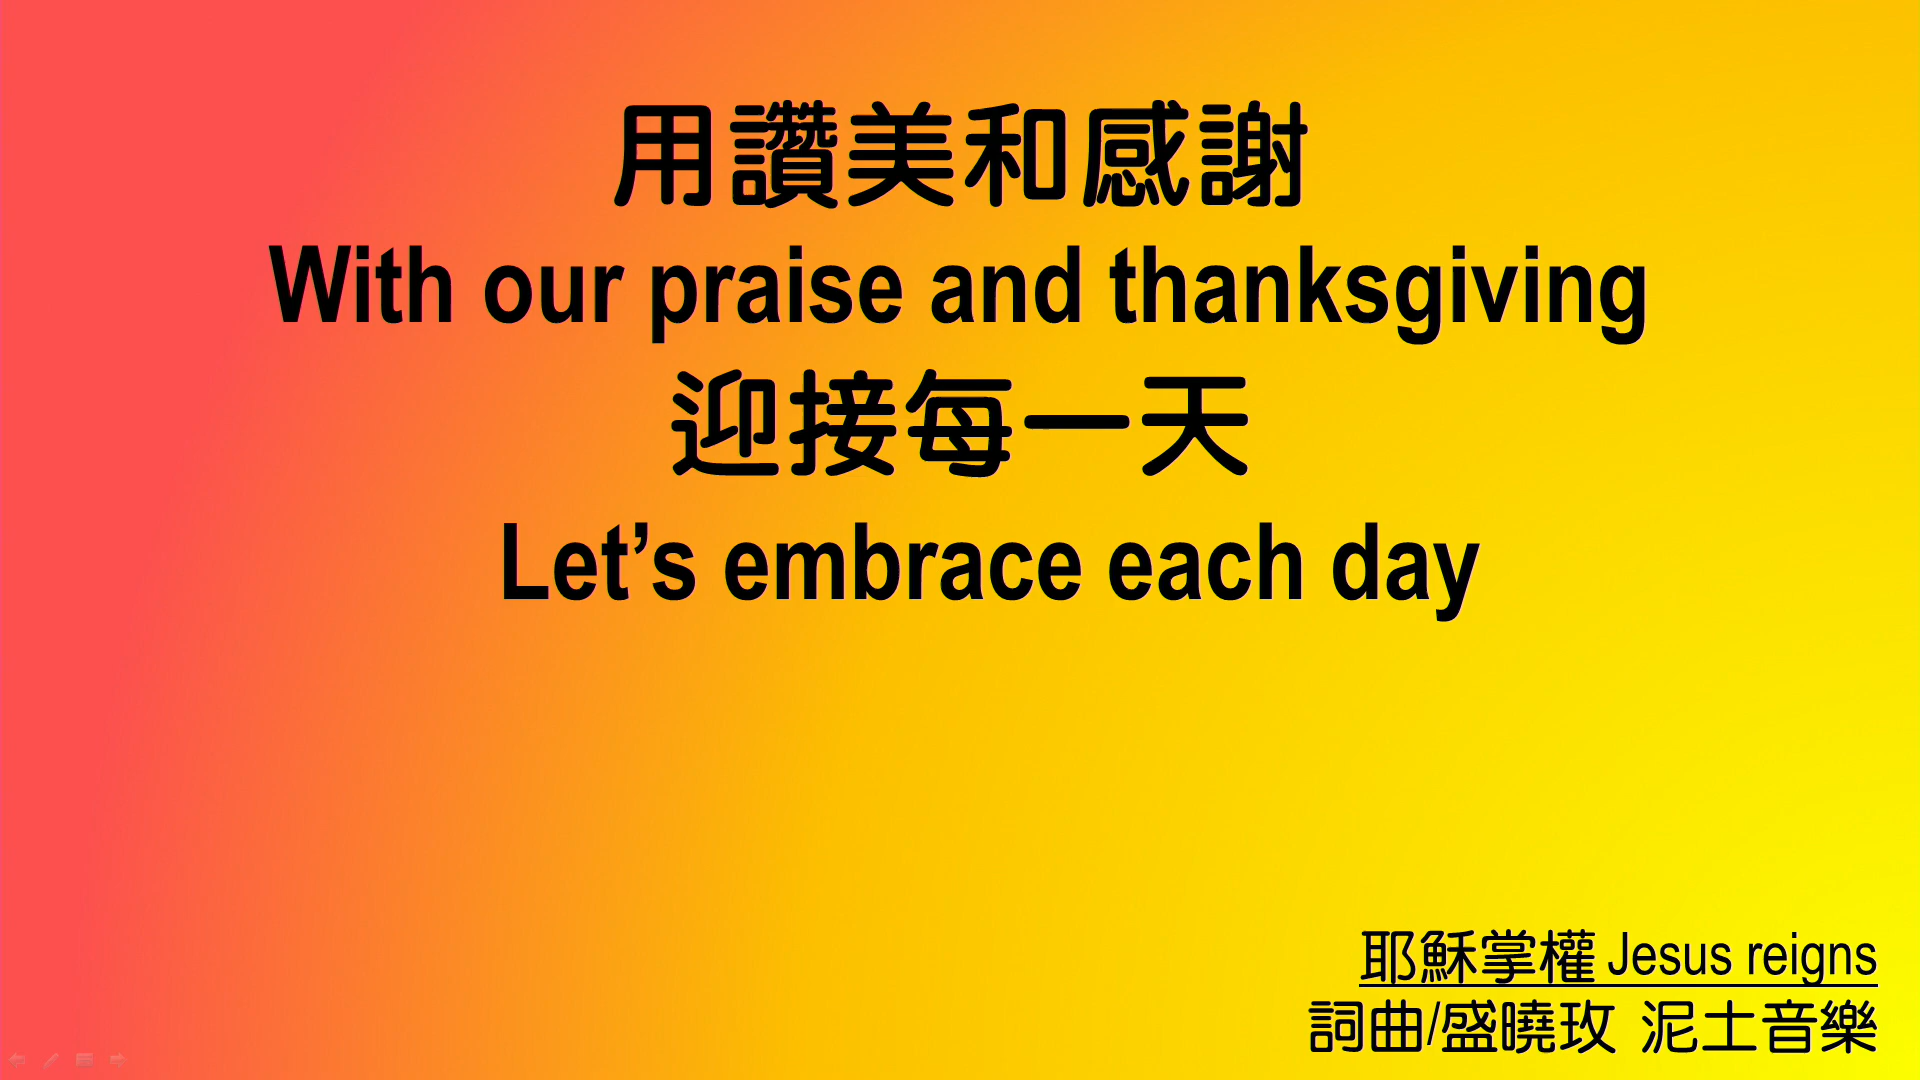 用讚美和感謝
With our praise and thanksgiving
迎接每一天
Let’s embrace each day
耶穌掌權 Jesus reigns
詞曲/盛曉玫 泥土音樂